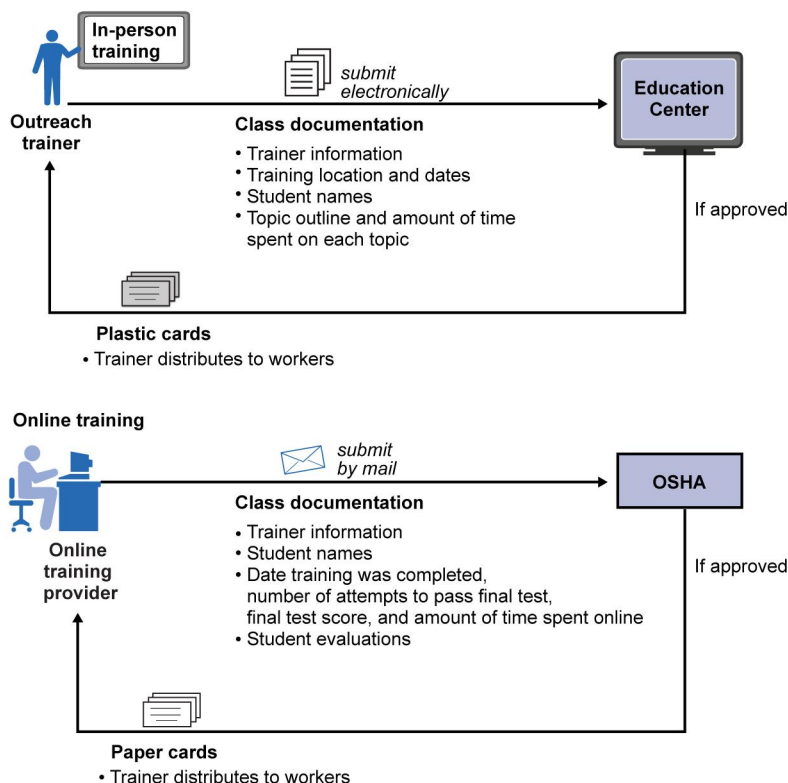 In-person
training
submit
electronically
Education
Center
Outreach
trainer
Class documentation
• Trainer information
• Training location and dates
• Student names
• Topic outline and amount of time
spent on each topic
If approved
Plastic cards
• Trainer distributes to workers
Online training
submit
by mail
OSHA
Class documentation
• Trainer information
• Student names
• Date training was completed,
number of attempts to pass final test,
final test score, and amount of time spent online
• Student evaluations
Online
training
provider
If approved
Paper cards
• Trainer distributes to workers